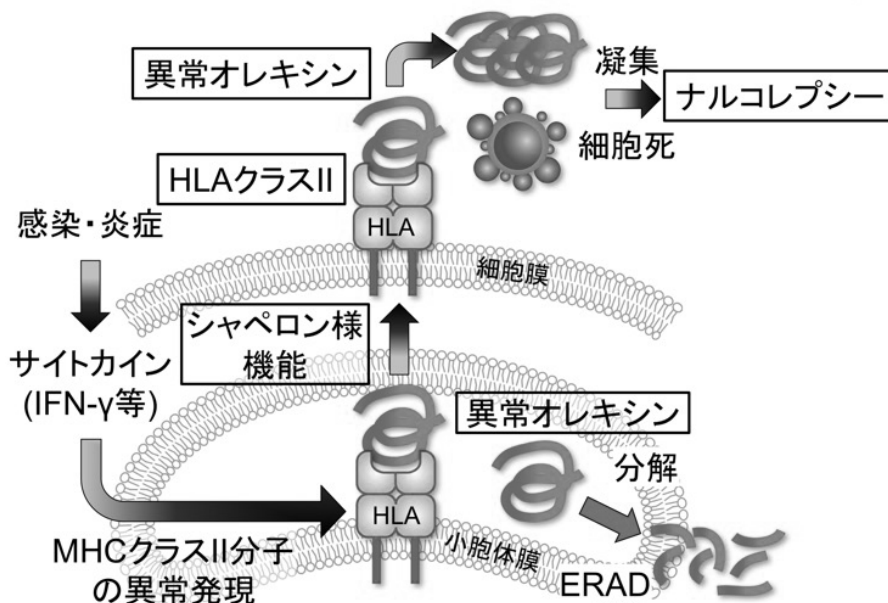 異常オレキシン
凝集
ナルコレプシー
細胞死
HLAクラスII
HLA
感染・炎症
細胞膜
シャペロン様
機能
サイトカイン
(IFN-γ等)
異常オレキシン
分解
HLA
MHCクラスII分子
の異常発現
小胞体膜
ERAD